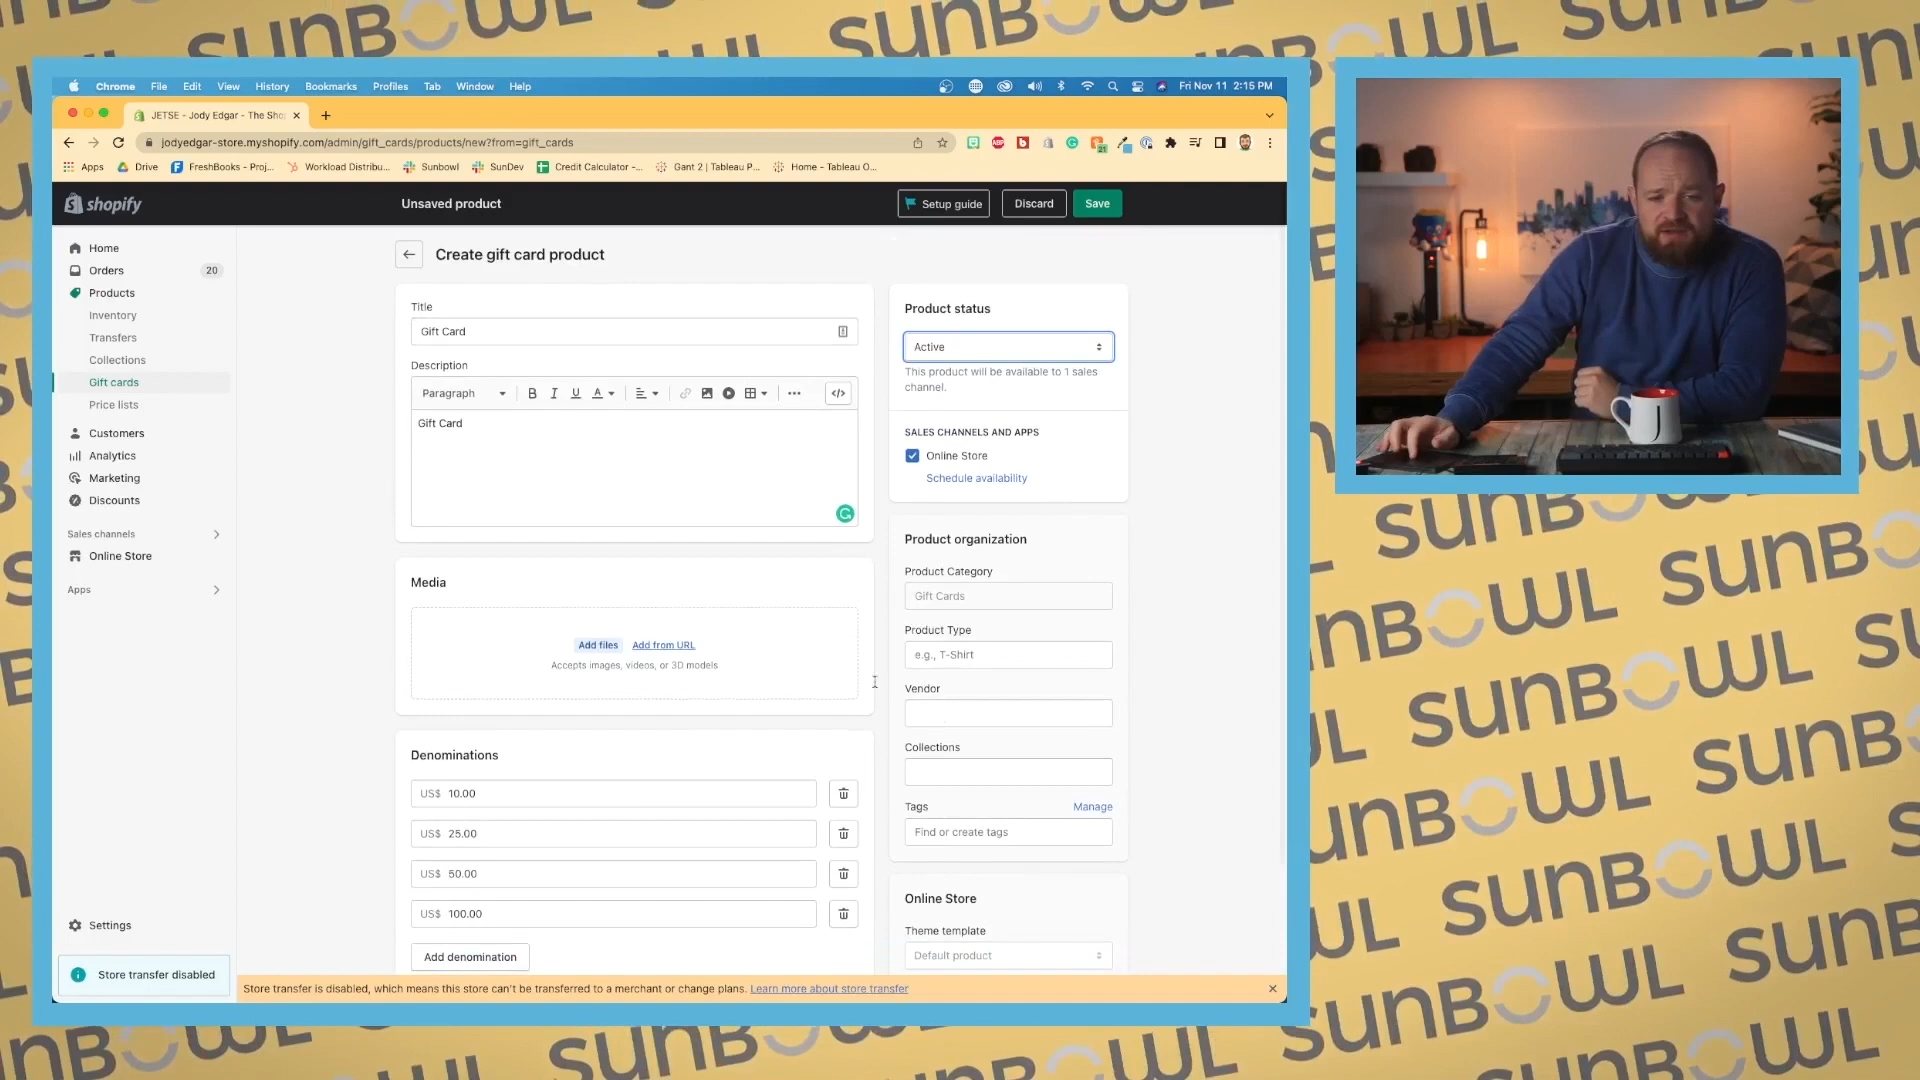 Chrome File Edit View History Bookmarks Profiles Tab Window Help Fri Nov 11 2:15 PM
JETSE - Jody Edgar - The Sho
jodyedgar-store.myshopify.com/admin/gift_cards/products/new?from=gift_cards
Apps Drive FreshBooks - Proj... Workload Distribu... Sunbowl SunDev Credit Calculator -... Gant 2 | Tableau P... Home - Tableau O...
shopify Unsaved product Setup guide Discard Save
Home
Orders 20
Products
Inventory
Transfers
Collections
Gift cards
Price lists
Customers
Analytics
Marketing
Discounts
Sales channels
Online Store
Apps
Settings
Store transfer disabled
Create gift card product
Title
Gift Card
Description
Paragraph B I U A
Gift Card
Media
Add files Add from URL
Accepts images, videos, or 3D models
Denominations
US$ 10.00
US$ 25.00
US$ 50.00
US$ 100.00
Add denomination
Product status
Active
This product will be available to 1 sales
channel.
SALES CHANNELS AND APPS
Online Store
Schedule availability
Product organization
Product Category
Gift Cards
Product Type
e.g., T-Shirt
Vendor
Collections
Tags Manage
Find or create tags
Online Store
Theme template
Default product
Store transfer is disabled, which means this store can't be transferred to a merchant or change plans. Learn more about store transfer
SUNBOWL
SUNBOWL
SUNBOWL
SUNBOWL
SUNBOWL
SUNBOWL